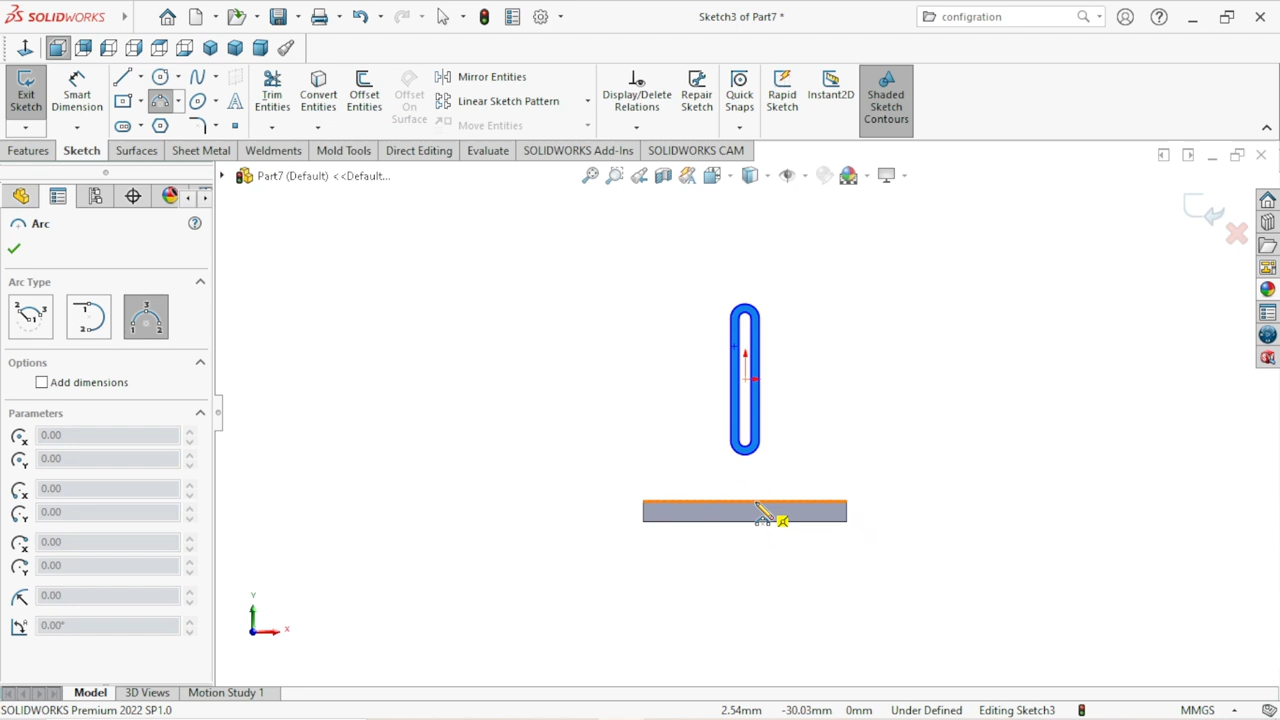 SOLIDWORKS
Sketch3 of Part7 *
configration
Exit Sketch
Smart Dimension
Trim Entities
Convert Entities
Offset Entities
Offset On Surface
Mirror Entities
Linear Sketch Pattern
Move Entities
Display/Delete Relations
Repair Sketch
Quick Snaps
Rapid Sketch
Instant2D
Shaded Sketch Contours
Features
Sketch
Surfaces
Sheet Metal
Weldments
Mold Tools
Direct Editing
Evaluate
SOLIDWORKS Add-Ins
SOLIDWORKS CAM
Part7 (Default) <<Default...
Arc
Arc Type
Options
Add dimensions
Parameters
0.00
0.00
0.00
0.00
0.00
0.00
0.00
0.00°
Y
X
Model
3D Views
Motion Study 1
SOLIDWORKS Premium 2022 SP1.0
2.54mm
-30.03mm
0mm
Under Defined
Editing Sketch3
MMGS